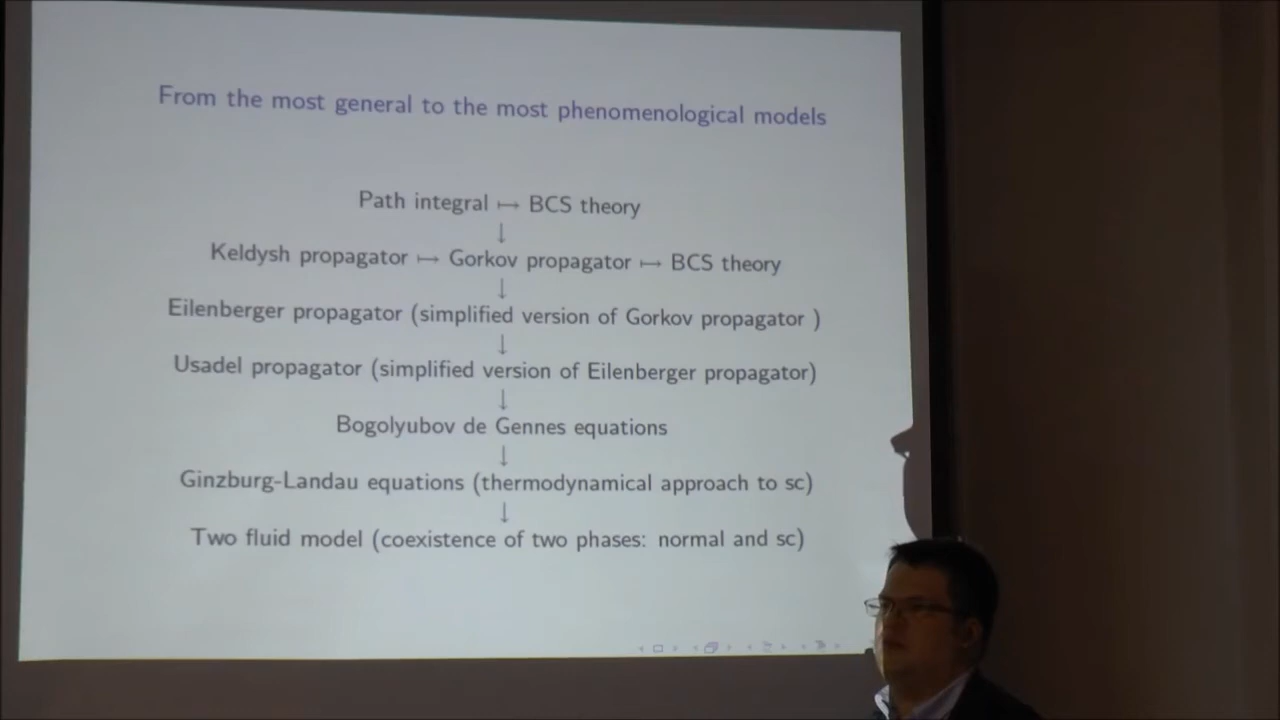 From the most general to the most phenomenological models
Path integral ↦ BCS theory
↓
Keldysh propagator ↦ Gorkov propagator ↦ BCS theory
↓
Eilenberger propagator (simplified version of Gorkov propagator )
↓
Usadel propagator (simplified version of Eilenberger propagator)
↓
Bogolyubov de Gennes equations
↓
Ginzburg-Landau equations (thermodynamical approach to sc)
↓
Two fluid model (coexistence of two phases: normal and sc)